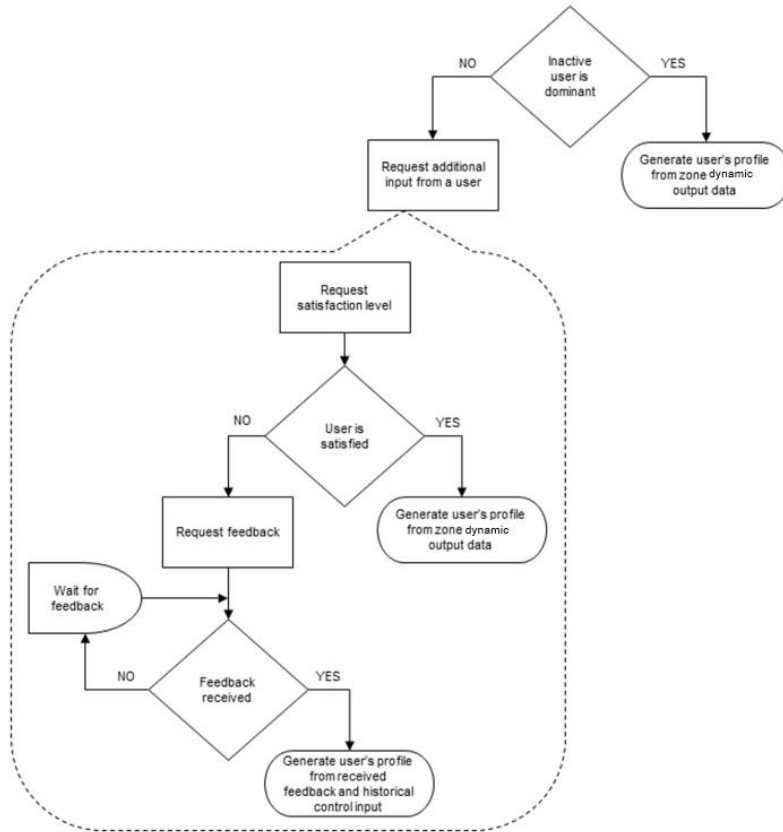 Inactive
user is
dominant
NO
YES
Request additional
input from a user
Generate user's profile
from zone dynamic
output data
Request
satisfaction level
NO
YES
User is
satisfied
Request feedback
Generate user's profile
from zone dynamic
output data
Wait for
feedback
NO
YES
Feedback
received
Generate user's profile
from received
feedback and historical
control input